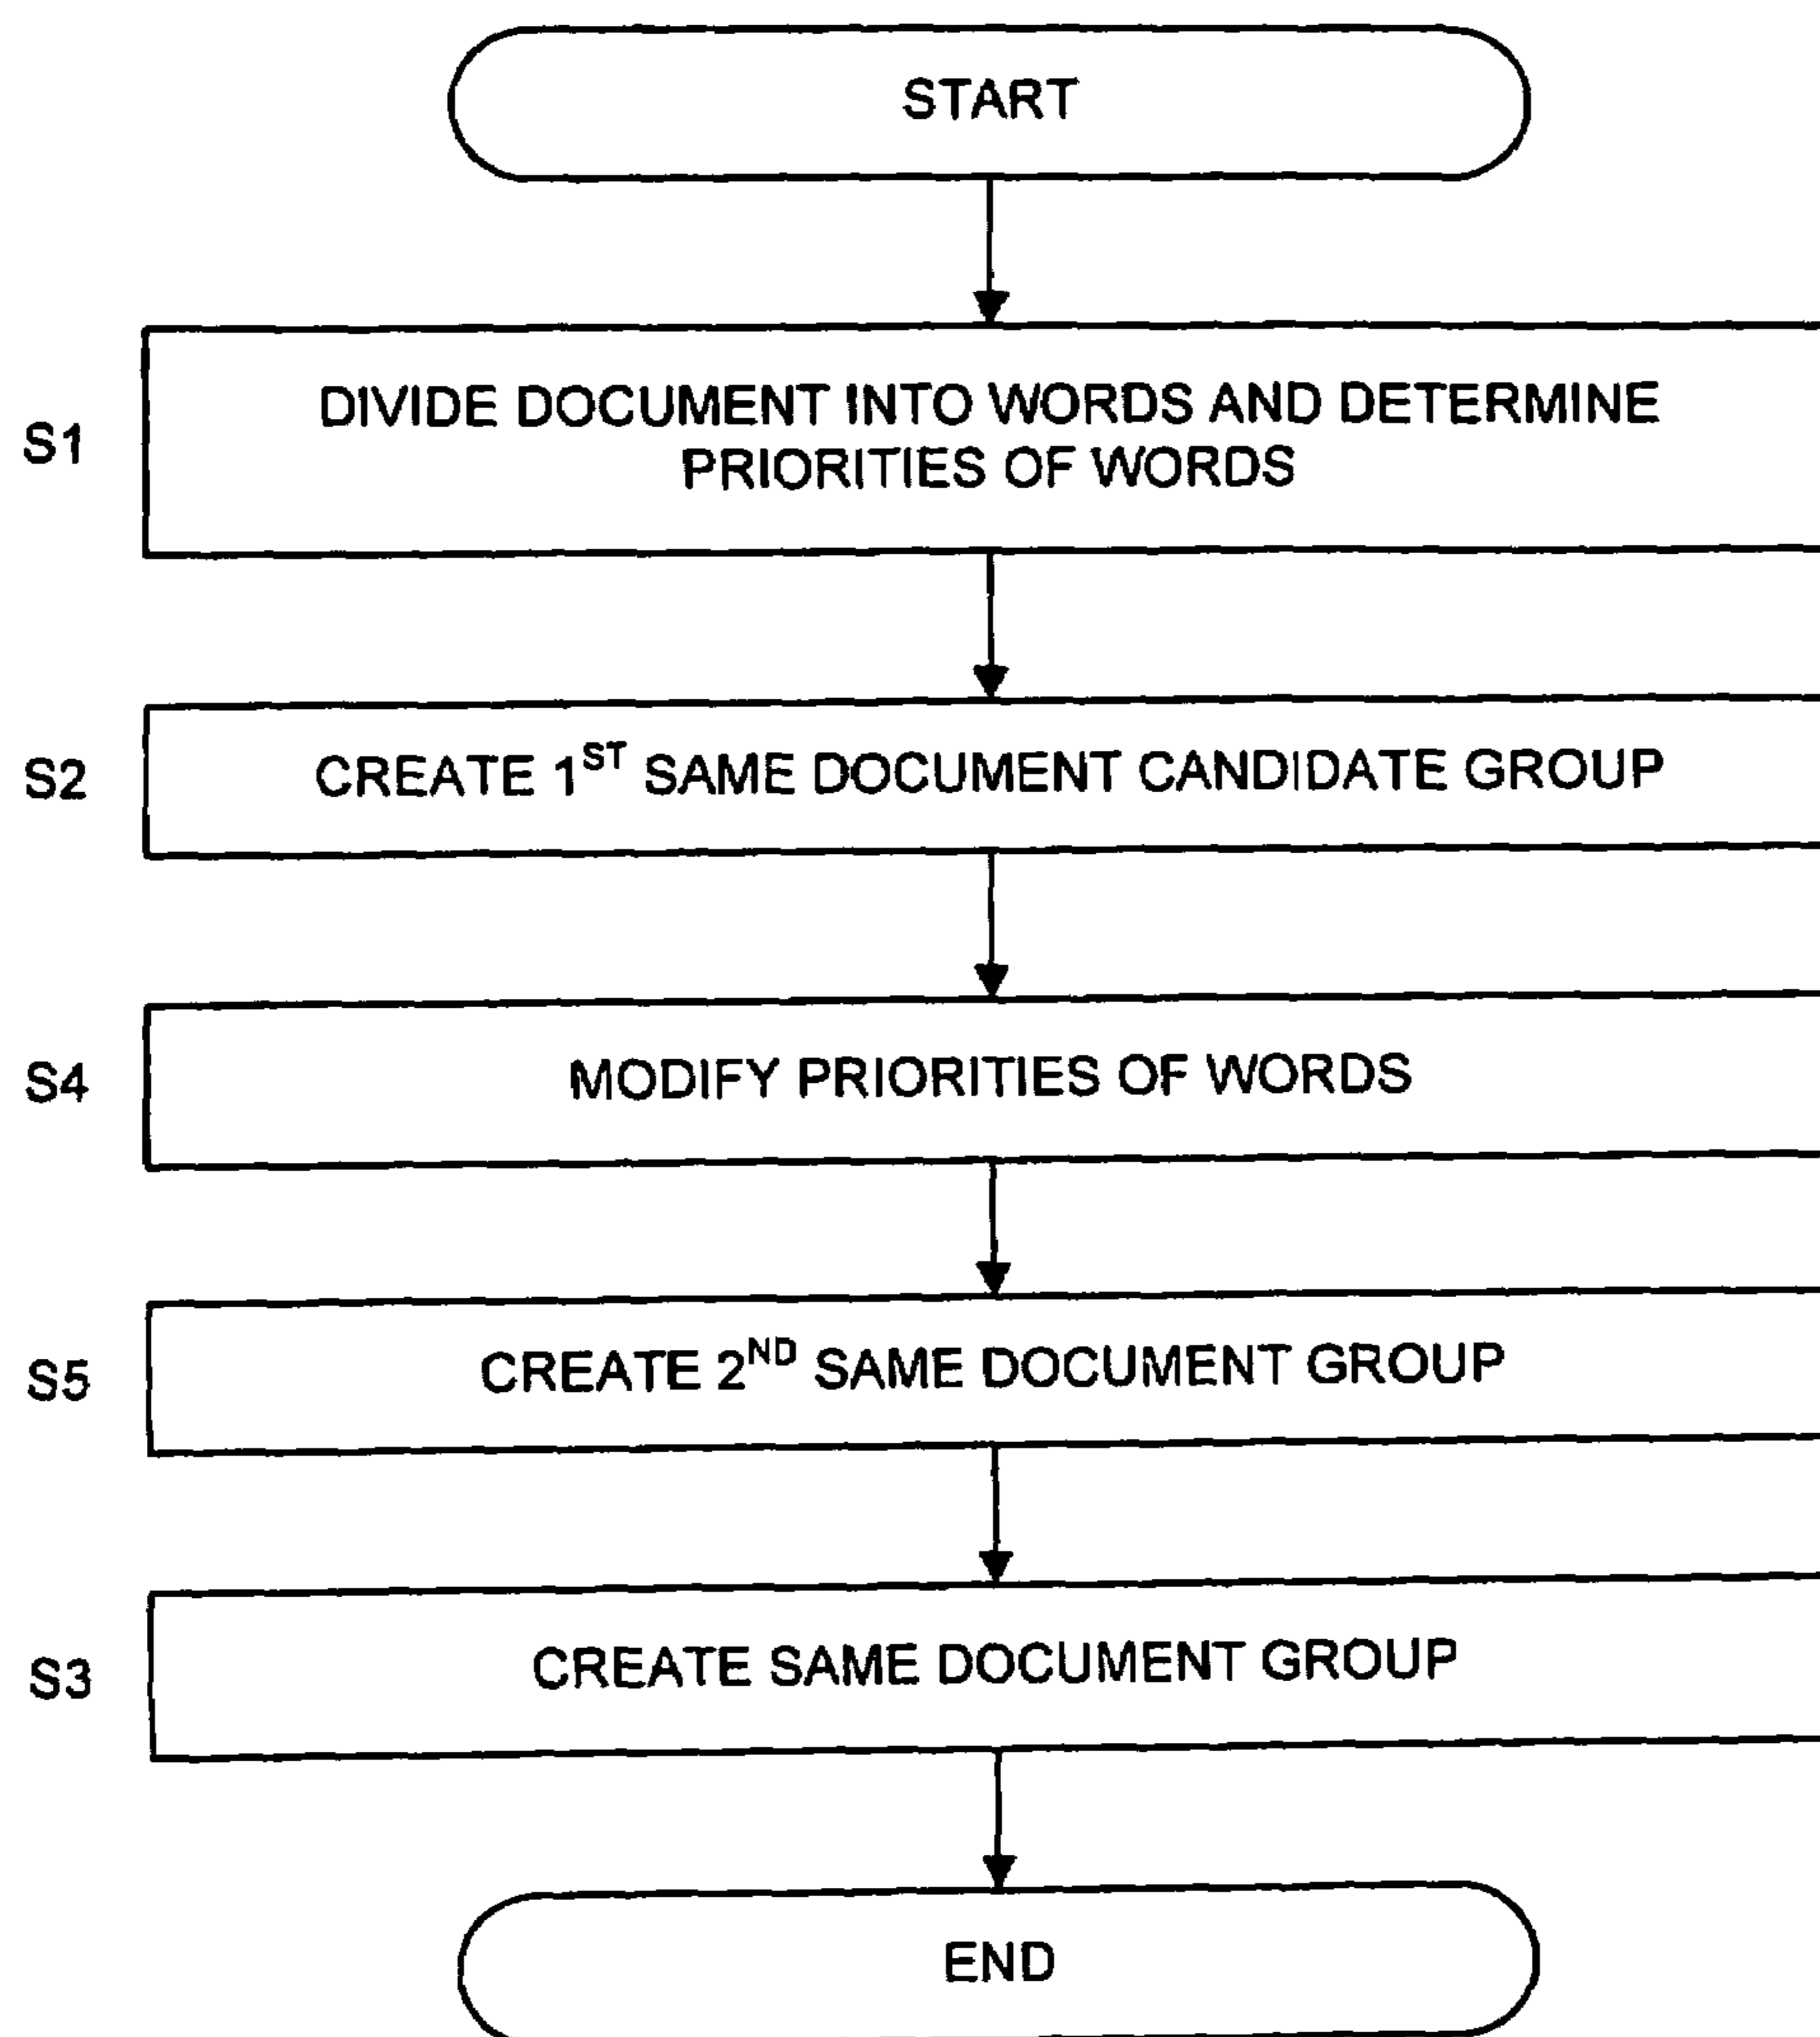 START
S1
DIVIDE DOCUMENT INTO WORDS AND DETERMINE
PRIORITIES OF WORDS
S2
CREATE 1ST SAME DOCUMENT CANDIDATE GROUP
S4
MODIFY PRIORITIES OF WORDS
S5
CREATE 2ND SAME DOCUMENT GROUP
S3
CREATE SAME DOCUMENT GROUP
END